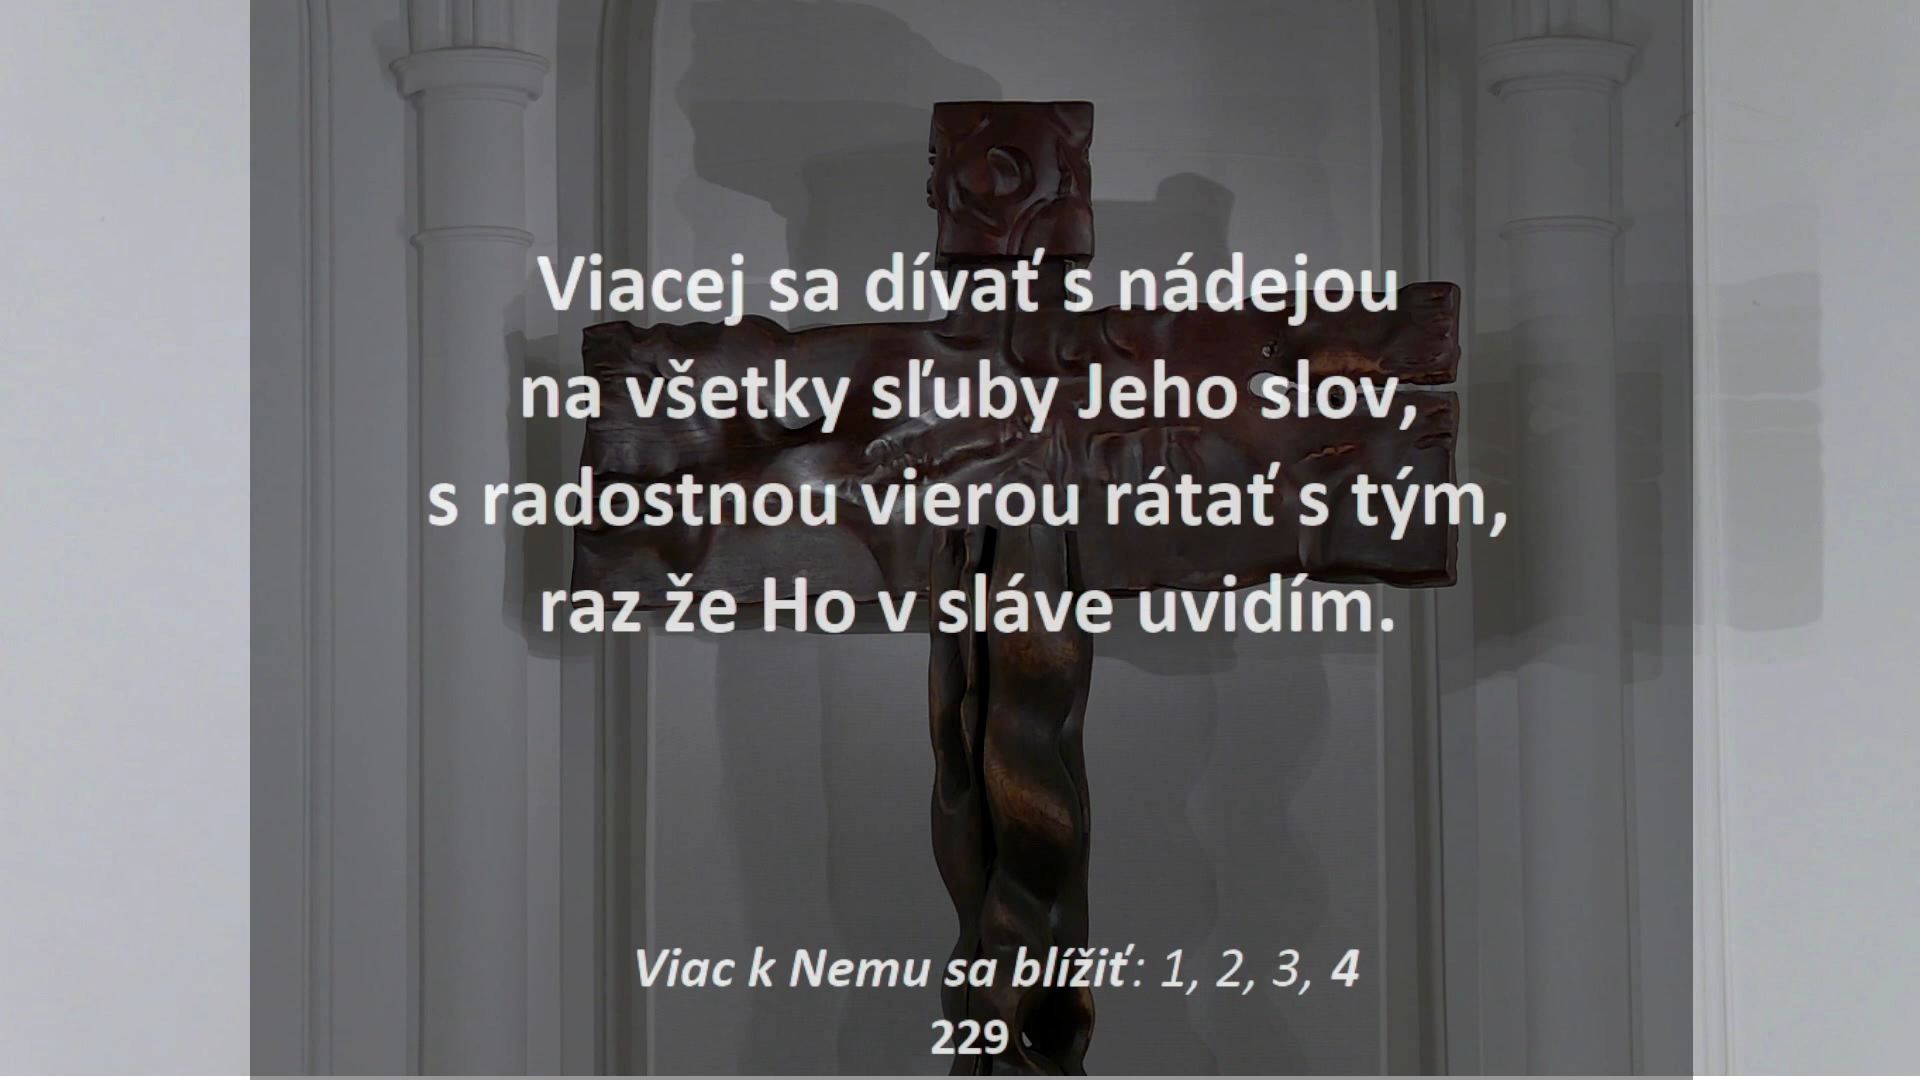 Viacej sa dívať s nádejou
na všetky sľuby Jeho slov,
s radostnou vierou rátať s tým,
raz že Ho v sláve uvidím.
Viac k Nemu sa blížiť: 1, 2, 3, 4
229